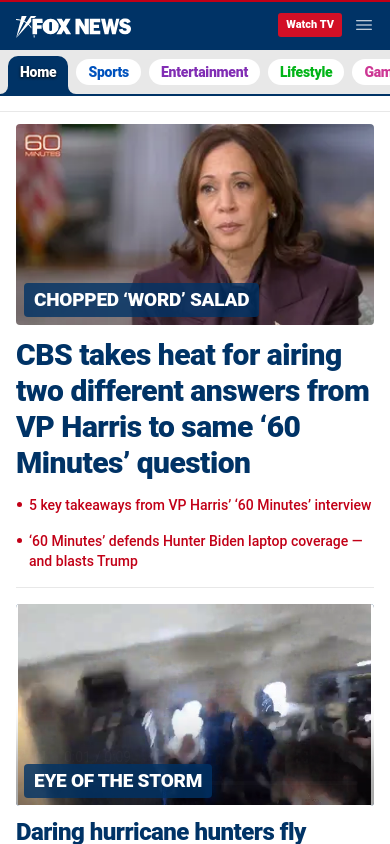 FOX NEWS
Watch TV
Home
Sports
Entertainment
Lifestyle
Gam
60
MINUTES
CHOPPED ‘WORD’ SALAD
CBS takes heat for airing
two different answers from
VP Harris to same ‘60
Minutes’ question
• 5 key takeaways from VP Harris’ ‘60 Minutes’ interview
• ‘60 Minutes’ defends Hunter Biden laptop coverage —
and blasts Trump
EYE OF THE STORM
Daring hurricane hunters fly